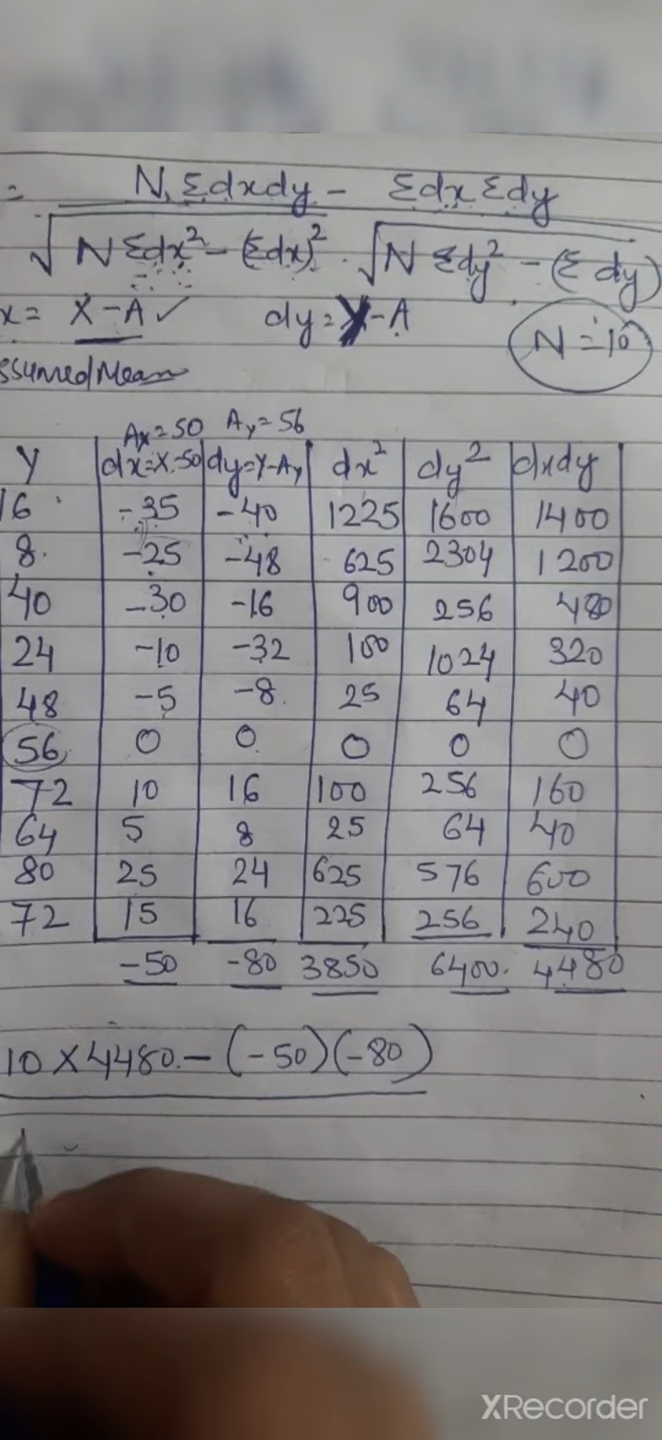 = N Σdxdy - Σdx Σdy
√NΣdx² - (Σdx)² · √N Σdy² - (Σdy)
x = X-A ✓ dy = Y-A
N = 10
ssumed Mean
Ax=50 Ay=56
Y dx=X-50 dy=Y-Ay dx² dy² dxdy
16 -35 -40 1225 1600 1400
8 -25 -48 625 2304 1200
40 -30 -16 900 256 480
24 -10 -32 100 1024 320
48 -5 -8 25 64 40
56 0 0 0 0 0
72 10 16 100 256 160
64 5 8 25 64 40
80 25 24 625 576 600
72 15 16 225 256 240
-50 -80 3850 6400 4480
10 × 4480 - (-50)(-80)
XRecorder